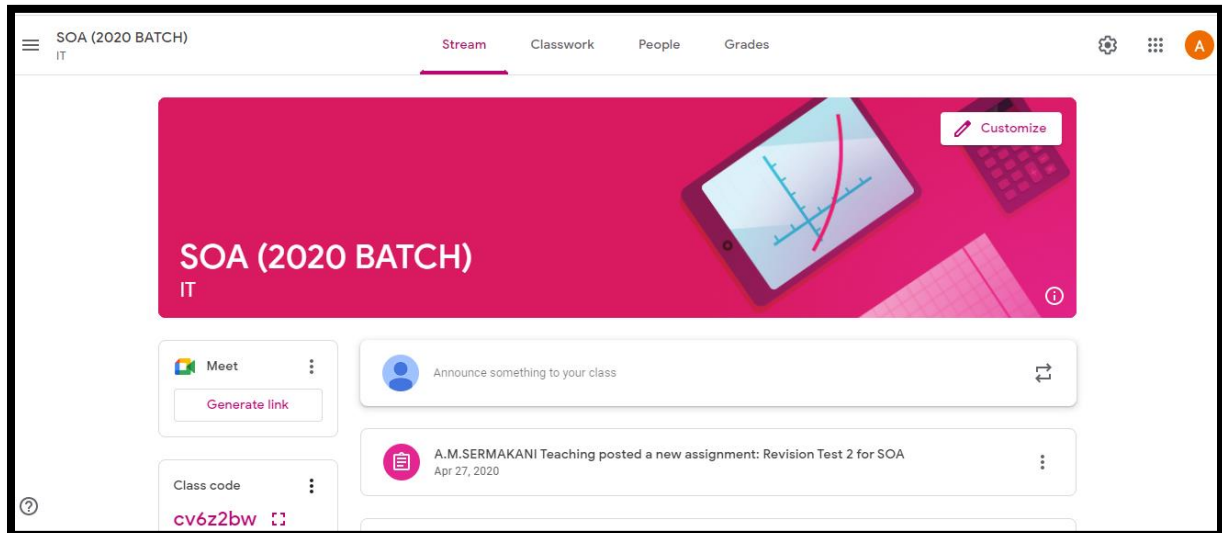 SOA (2020 BATCH)
IT
Stream
Classwork
People
Grades
A
Customize
SOA (2020 BATCH)
IT
Meet
Generate link
Announce something to your class
A.M.SERMAKANI Teaching posted a new assignment: Revision Test 2 for SOA
Apr 27, 2020
Class code
cv6z2bw